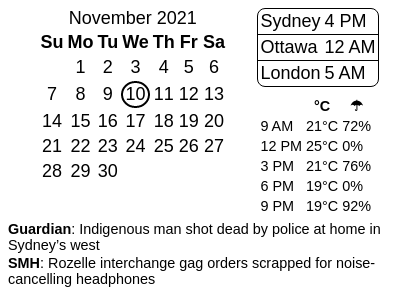 November 2021
Su Mo Tu We Th Fr Sa
1 2 3 4 5 6
7 8 9 10 11 12 13
14 15 16 17 18 19 20
21 22 23 24 25 26 27
28 29 30
Sydney 4 PM
Ottawa 12 AM
London 5 AM
°C ☂
9 AM 21°C 72%
12 PM 25°C 0%
3 PM 21°C 76%
6 PM 19°C 0%
9 PM 19°C 92%
Guardian: Indigenous man shot dead by police at home in
Sydney’s west
SMH: Rozelle interchange gag orders scrapped for noise-
cancelling headphones